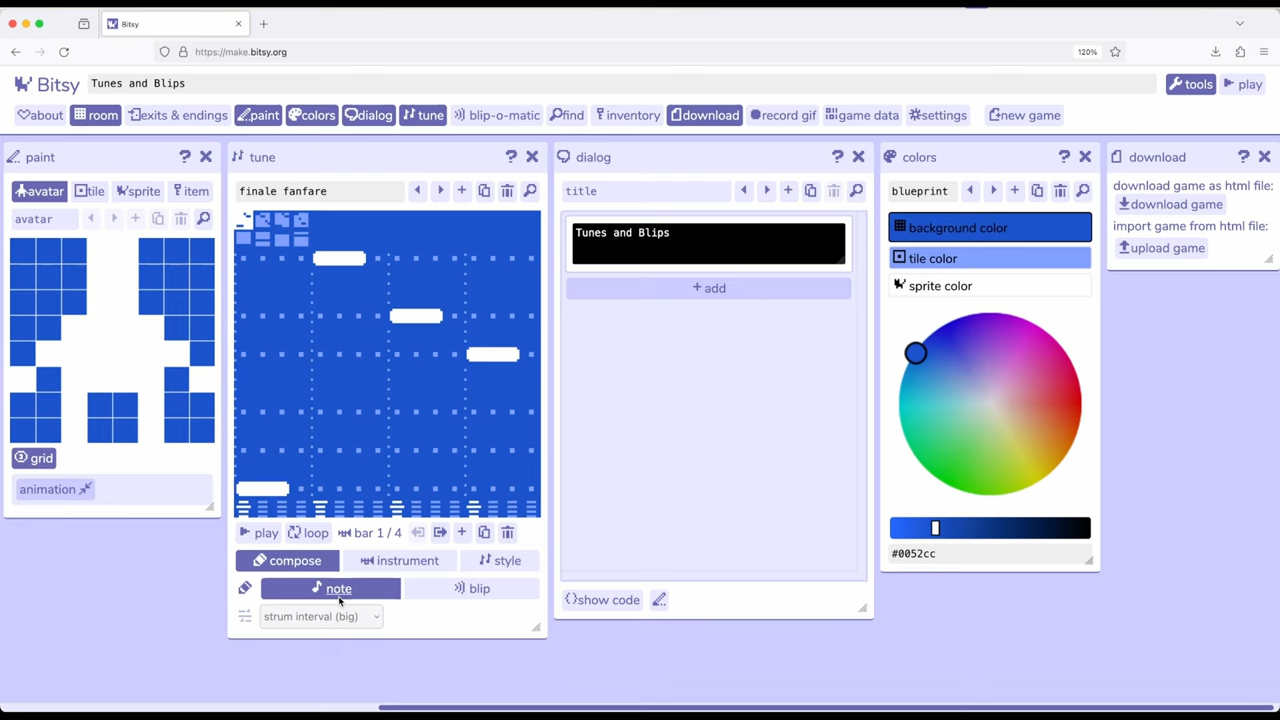 Bitsy
https://make.bitsy.org
120%
Bitsy
Tunes and Blips
tools
play
about
room
exits & endings
paint
colors
dialog
tune
blip-o-matic
find
inventory
download
record gif
game data
settings
new game
paint
?
avatar
tile
sprite
item
avatar
grid
animation
tune
?
finale fanfare
play
loop
bar 1 / 4
compose
instrument
style
note
blip
strum interval (big)
dialog
?
title
Tunes and Blips
+ add
show code
colors
?
blueprint
background color
tile color
sprite color
#0052cc
download
?
download game as html file:
download game
import game from html file:
upload game